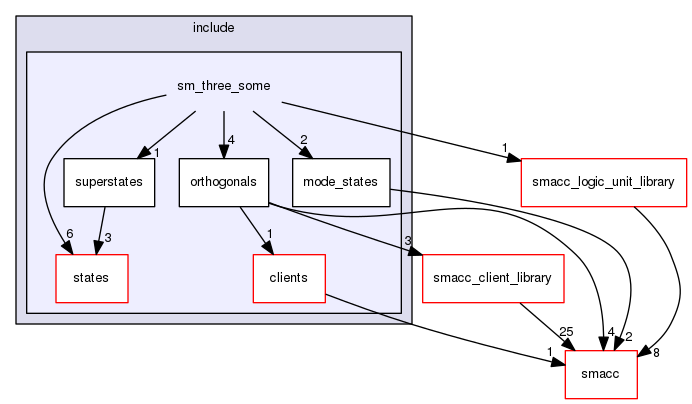 include
sm_three_some
1
4
2
1
superstates
orthogonals
mode_states
smacc_logic_unit_library
6
3
1
3
states
clients
smacc_client_library
25
4
2
8
1
smacc